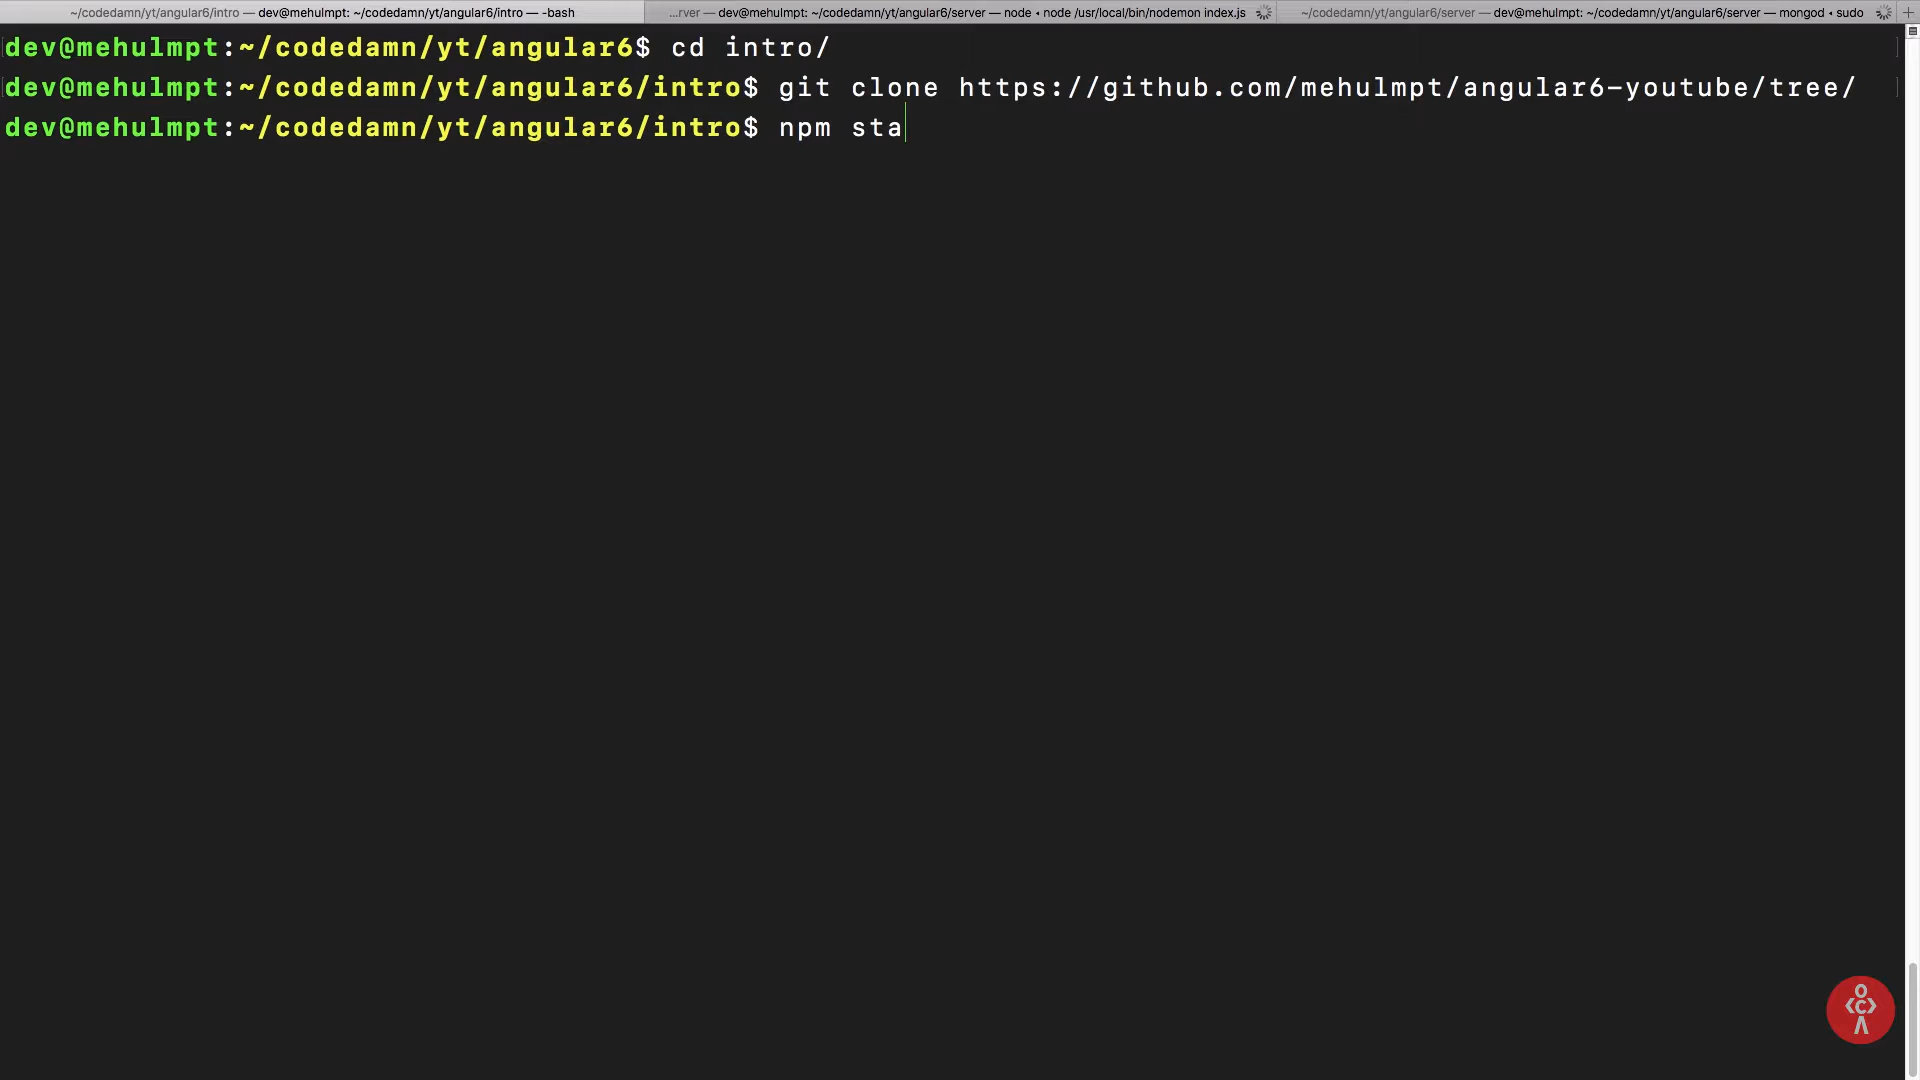 ~/codedamn/yt/angular6/intro — dev@mehulmpt: ~/codedamn/yt/angular6/intro — -bash
...rver — dev@mehulmpt: ~/codedamn/yt/angular6/server — node ◂ node /usr/local/bin/nodemon index.js
~/codedamn/yt/angular6/server — dev@mehulmpt: ~/codedamn/yt/angular6/server — mongod ◂ sudo
dev@mehulmpt:~/codedamn/yt/angular6$ cd intro/
dev@mehulmpt:~/codedamn/yt/angular6/intro$ git clone https://github.com/mehulmpt/angular6-youtube/tree/
dev@mehulmpt:~/codedamn/yt/angular6/intro$ npm sta